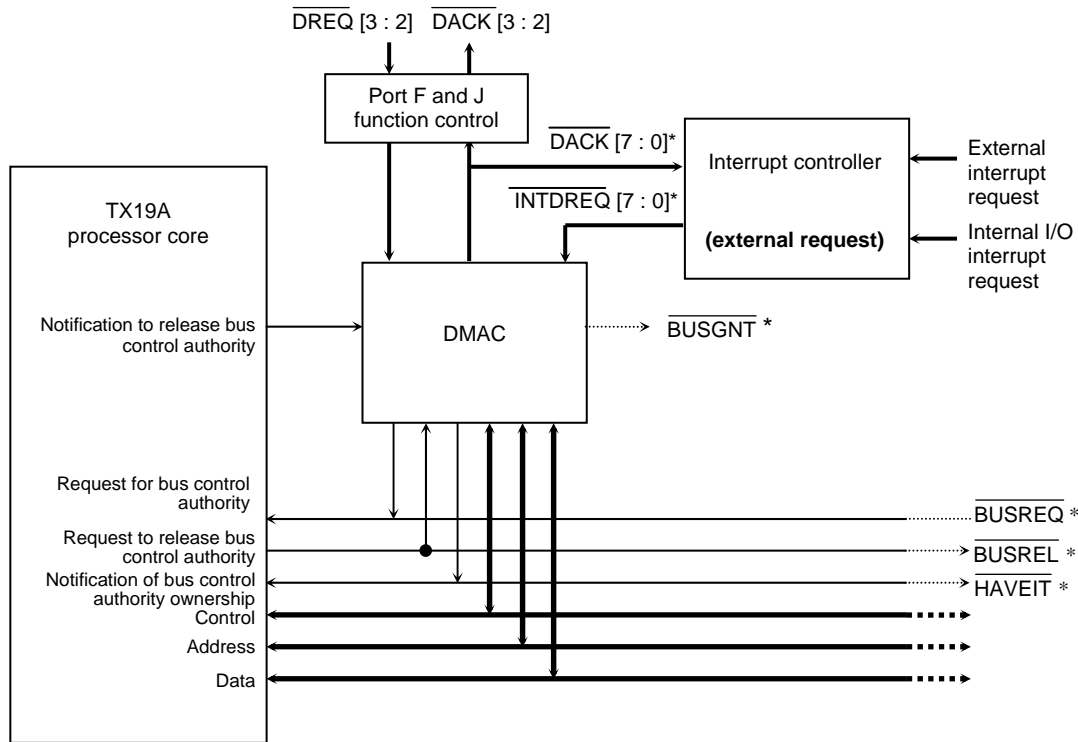 DREQ [3 : 2] DACK [3 : 2]
Port F and J
function control
DACK [7 : 0]*
INTDREQ [7 : 0]*
Interrupt controller
(external request)
External
interrupt
request
Internal I/O
interrupt
request
TX19A
processor core
Notification to release bus
control authority
DMAC
BUSGNT *
Request for bus control
authority
BUSREQ *
Request to release bus
control authority
BUSREL *
Notification of bus control
authority ownership
HAVEIT *
Control
Address
Data